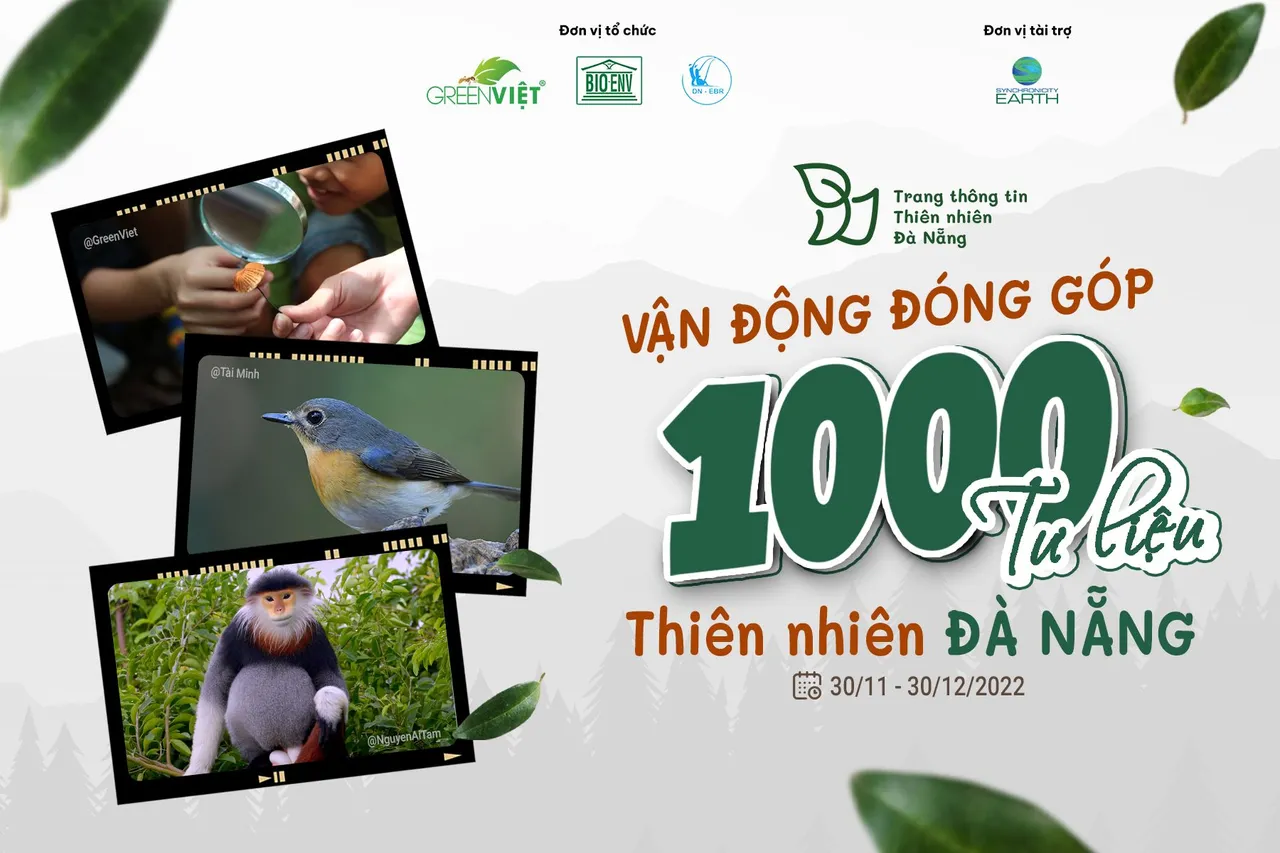 Đơn vị tổ chức
Đơn vị tài trợ
GREENVIỆT®
BIO-ENV
DN - EBR
SYNCHRONICITY
EARTH
Trang thông tin
Thiên nhiên
Đà Nẵng
@GreenViet
@Tài Minh
@NguyenAiTam
VẬN ĐỘNG ĐÓNG GÓP
1000
Tư liệu
Thiên nhiên ĐÀ NẴNG
30/11 - 30/12/2022